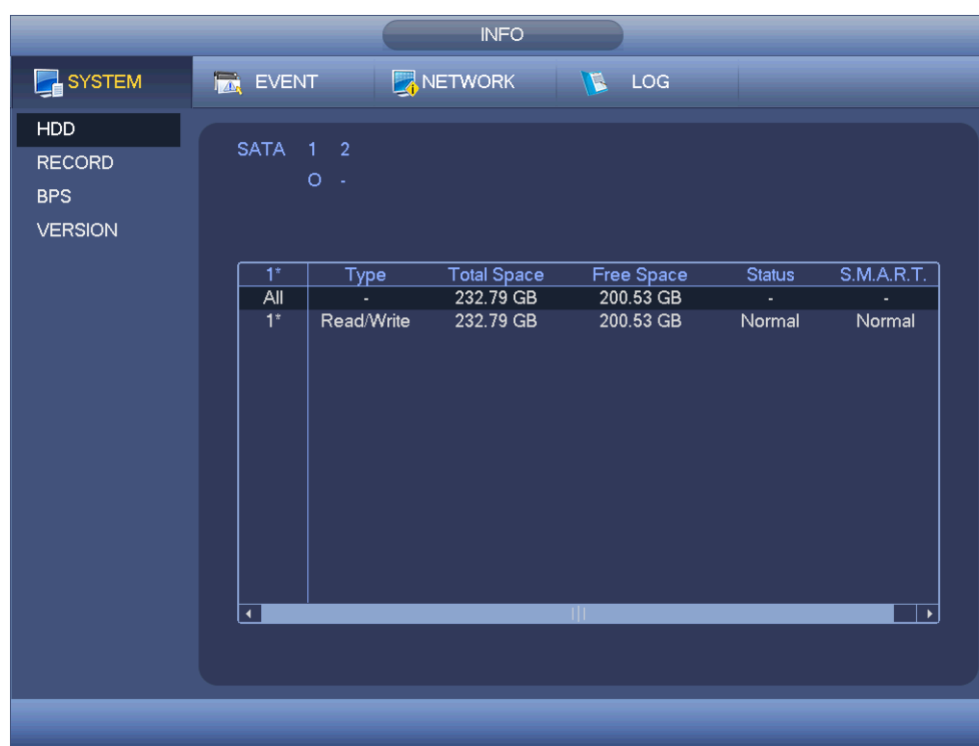 INFO
SYSTEM EVENT NETWORK LOG
HDD
RECORD
BPS
VERSION
SATA 1 2
O -
1* Type Total Space Free Space Status S.M.A.R.T.
All - 232.79 GB 200.53 GB - -
1* Read/Write 232.79 GB 200.53 GB Normal Normal